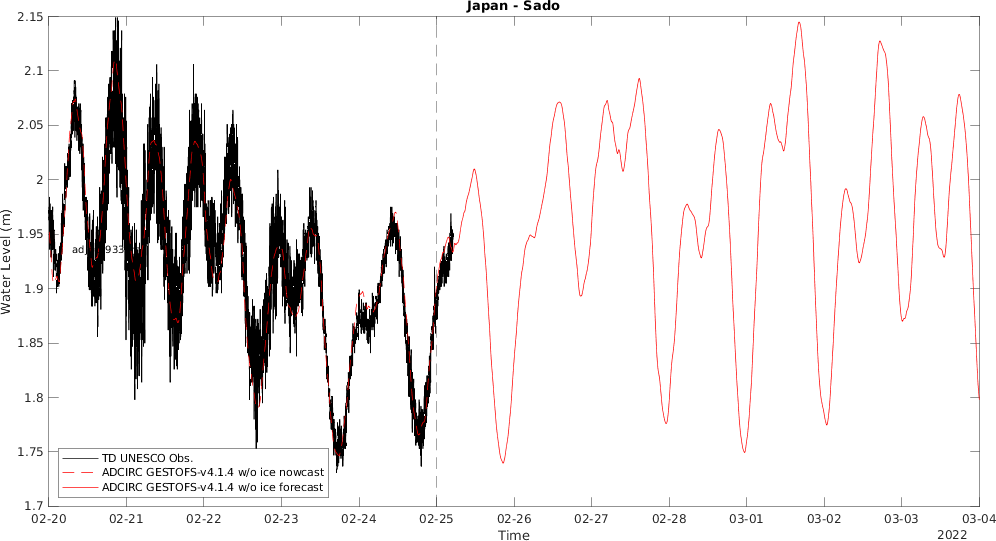 Japan - Sado
2.15
2.1
2.05
2
1.95
1.9
1.85
1.8
1.75
1.7
Water Level (m)
TD UNESCO Obs.
ADCIRC GESTOFS-v4.1.4 w/o ice nowcast
ADCIRC GESTOFS-v4.1.4 w/o ice forecast
02-20 02-21 02-22 02-23 02-24 02-25 02-26 02-27 02-28 03-01 03-02 03-03 03-04
Time
2022